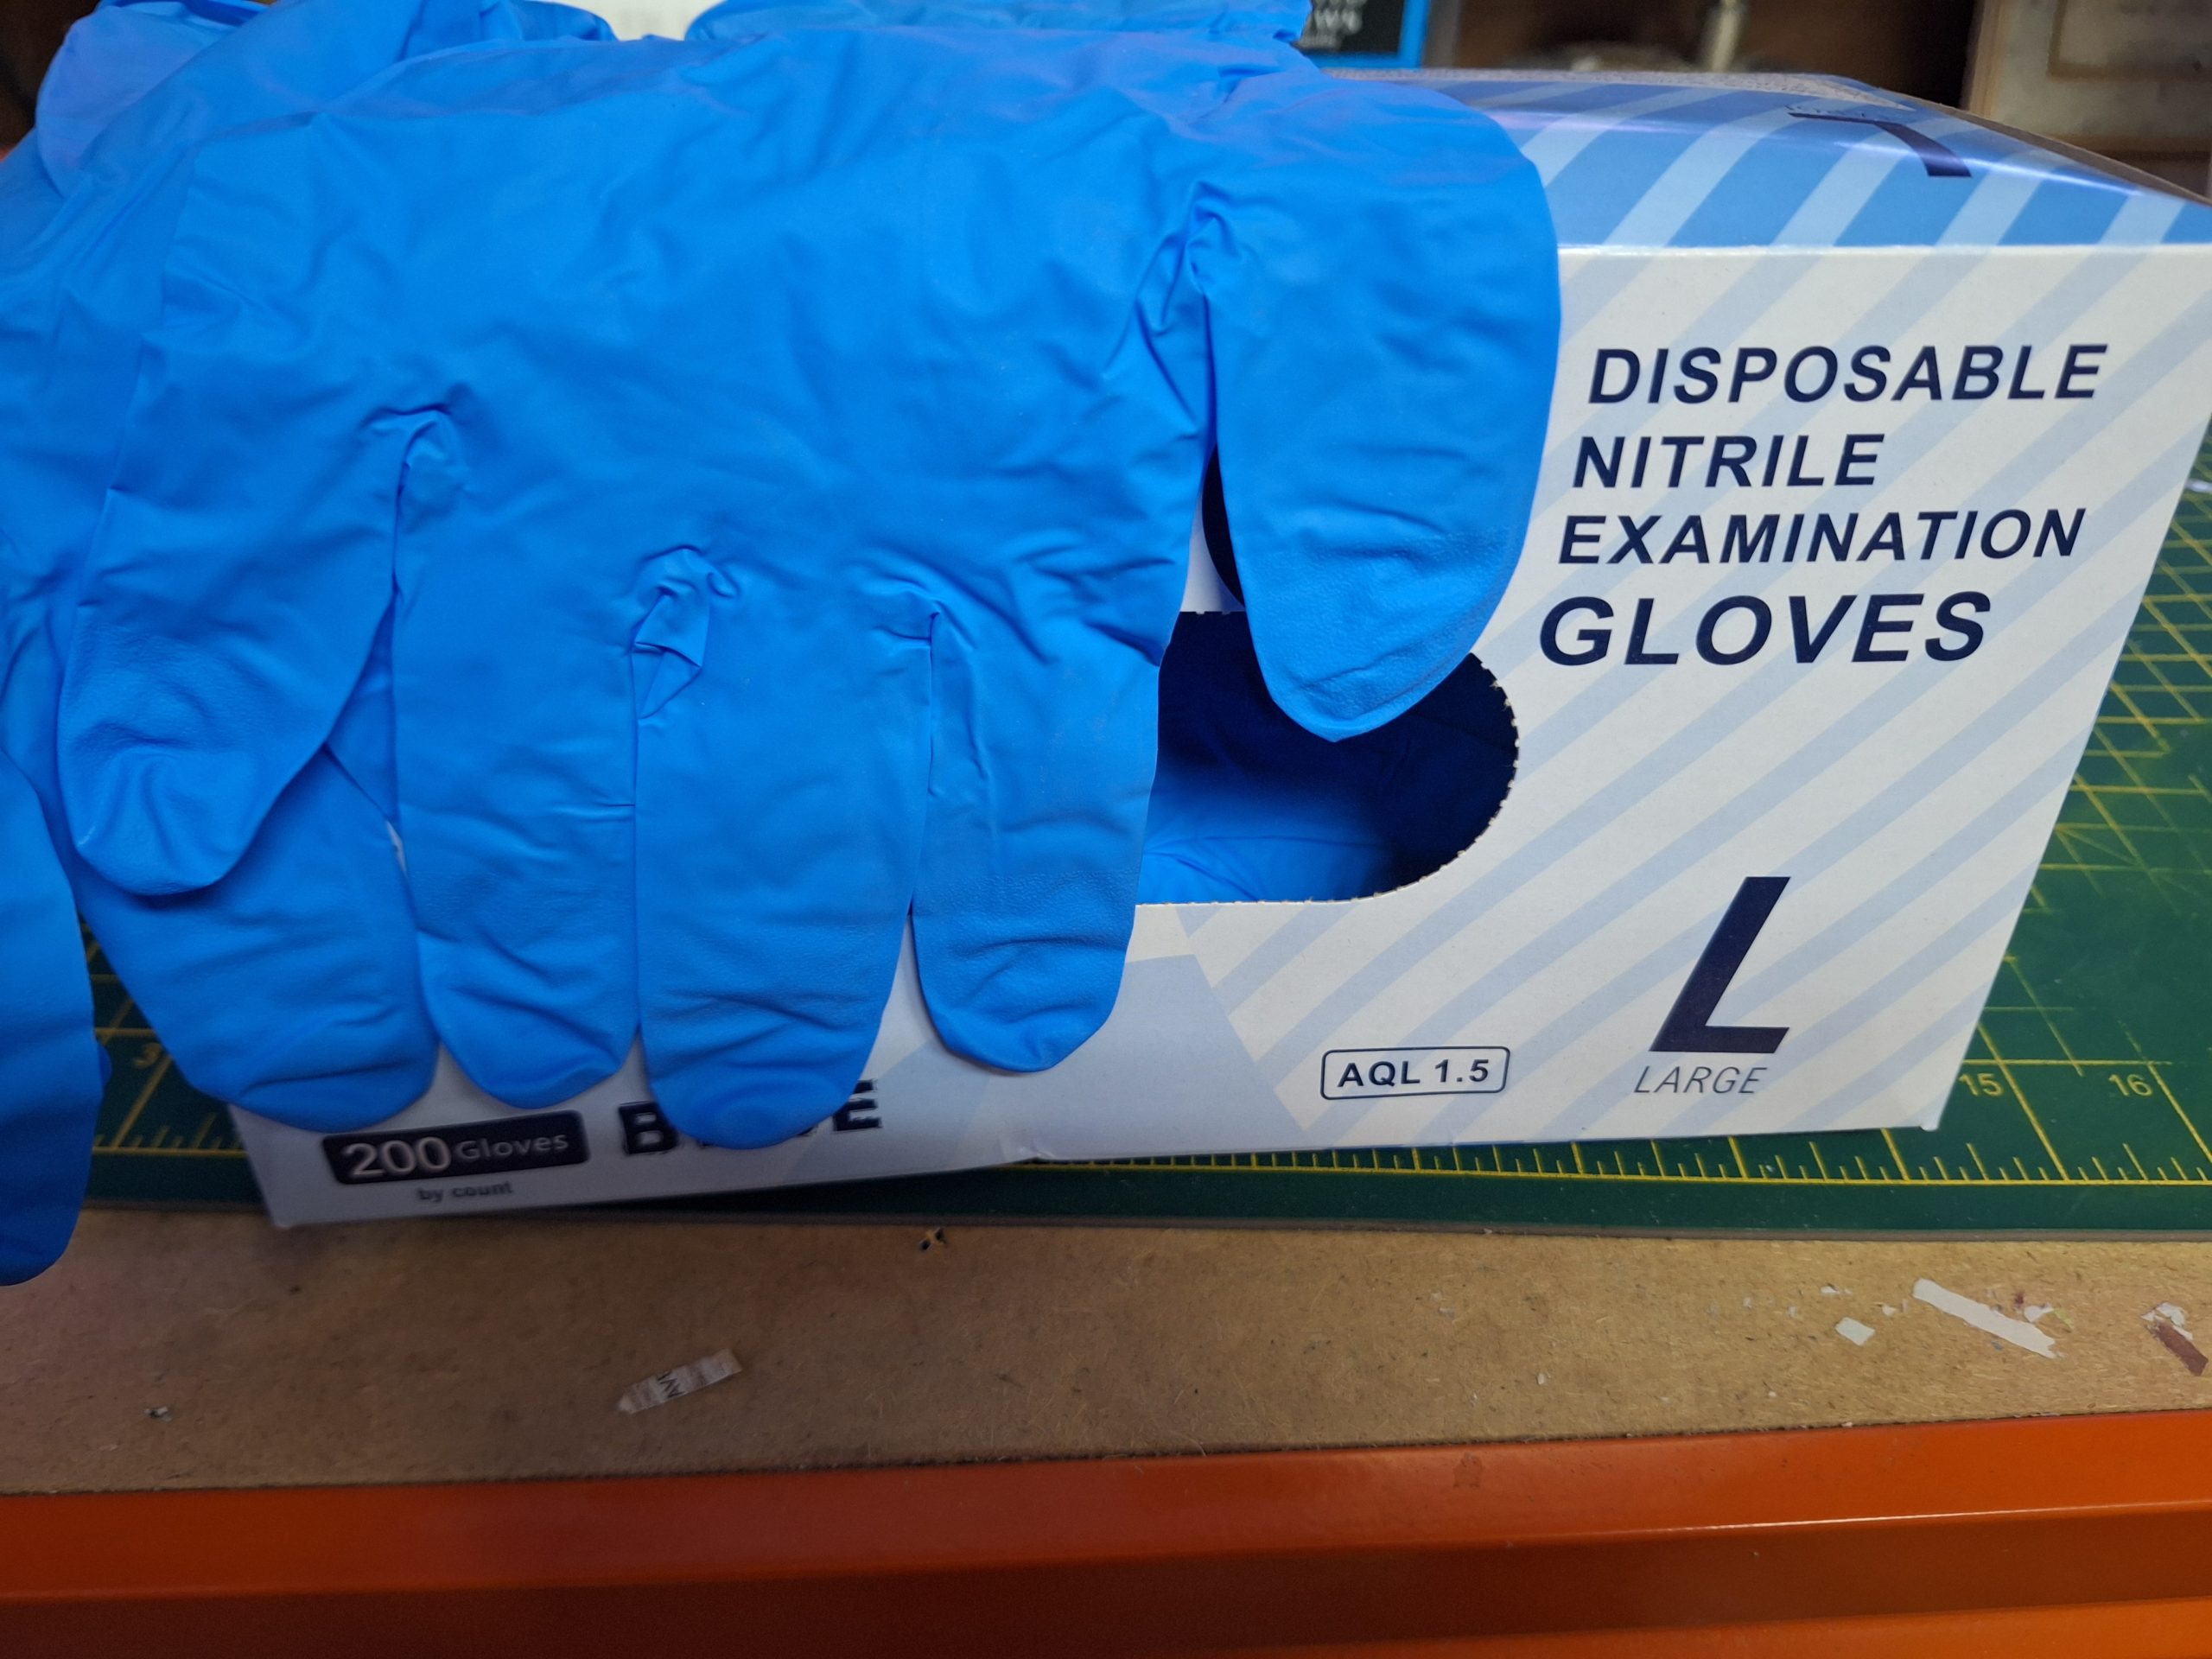 DISPOSABLE
NITRILE
EXAMINATION
GLOVES
L
LARGE
AQL 1.5
200 Gloves
by count
15 16